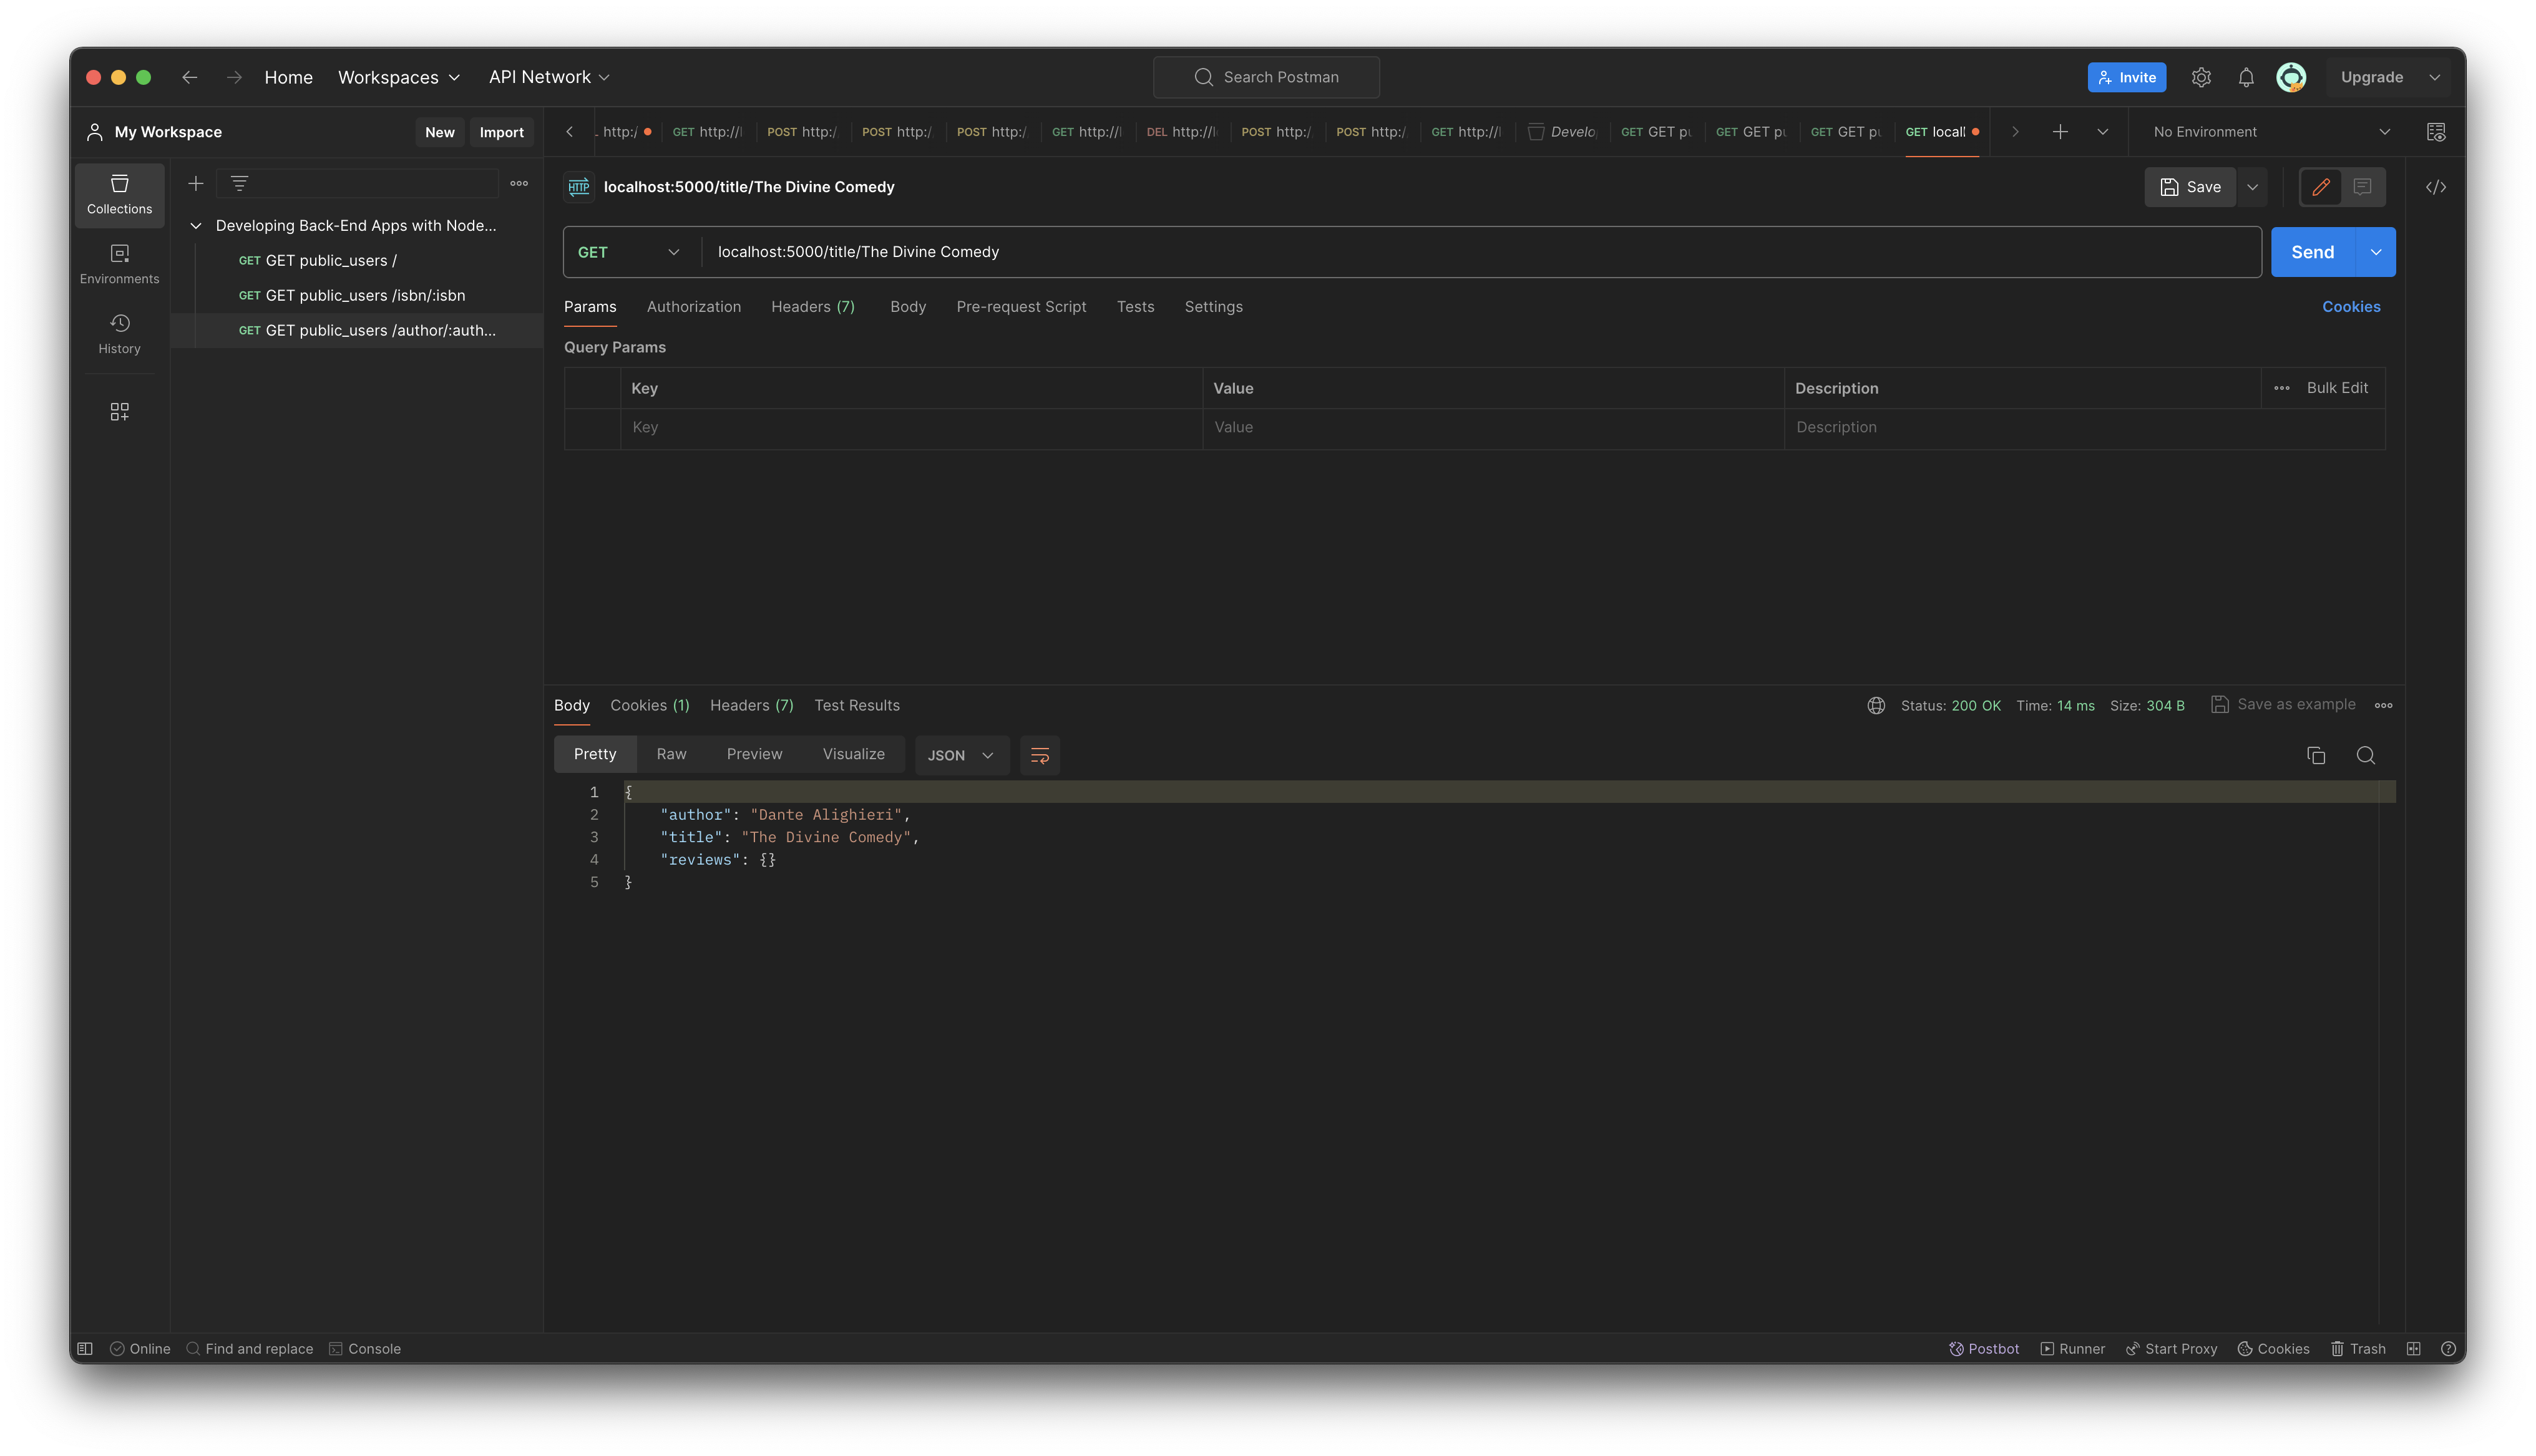 Home Workspaces API Network Search Postman Invite Upgrade
My Workspace New Import
http:/ GET http://l POST http:/ POST http:/ POST http:/ GET http://l DEL http://l POST http:/ POST http:/ GET http://l Develo GET GET pu GET GET pu GET GET pu GET locall No Environment
Collections
Environments
History
Developing Back-End Apps with Node...
GET GET public_users /
GET GET public_users /isbn/:isbn
GET GET public_users /author/:auth...
HTTP localhost:5000/title/The Divine Comedy Save
GET localhost:5000/title/The Divine Comedy Send
Params Authorization Headers (7) Body Pre-request Script Tests Settings Cookies
Query Params
Key Value Description Bulk Edit
Key Value Description
Body Cookies (1) Headers (7) Test Results Status: 200 OK Time: 14 ms Size: 304 B Save as example
Pretty Raw Preview Visualize JSON
1 {
2 "author": "Dante Alighieri",
3 "title": "The Divine Comedy",
4 "reviews": {}
5 }
Online Find and replace Console Postbot Runner Start Proxy Cookies Trash